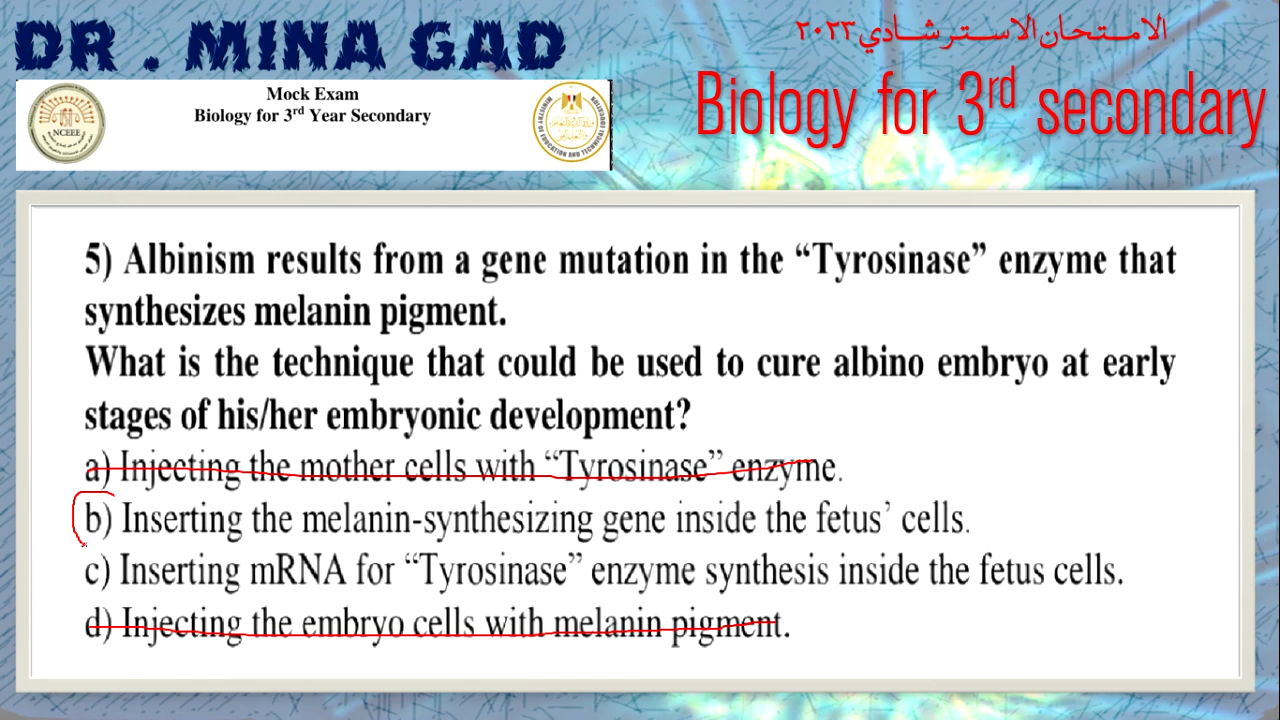 DR . MINA GAD
الامتحان الاسترشادي ٢٠٢٣
Mock Exam
Biology for 3rd Year Secondary
NCEEE
Biology for 3rd secondary
5) Albinism results from a gene mutation in the “Tyrosinase” enzyme that
synthesizes melanin pigment.
What is the technique that could be used to cure albino embryo at early
stages of his/her embryonic development?
a) Injecting the mother cells with “Tyrosinase” enzyme.
b) Inserting the melanin-synthesizing gene inside the fetus’ cells.
c) Inserting mRNA for “Tyrosinase” enzyme synthesis inside the fetus cells.
d) Injecting the embryo cells with melanin pigment.